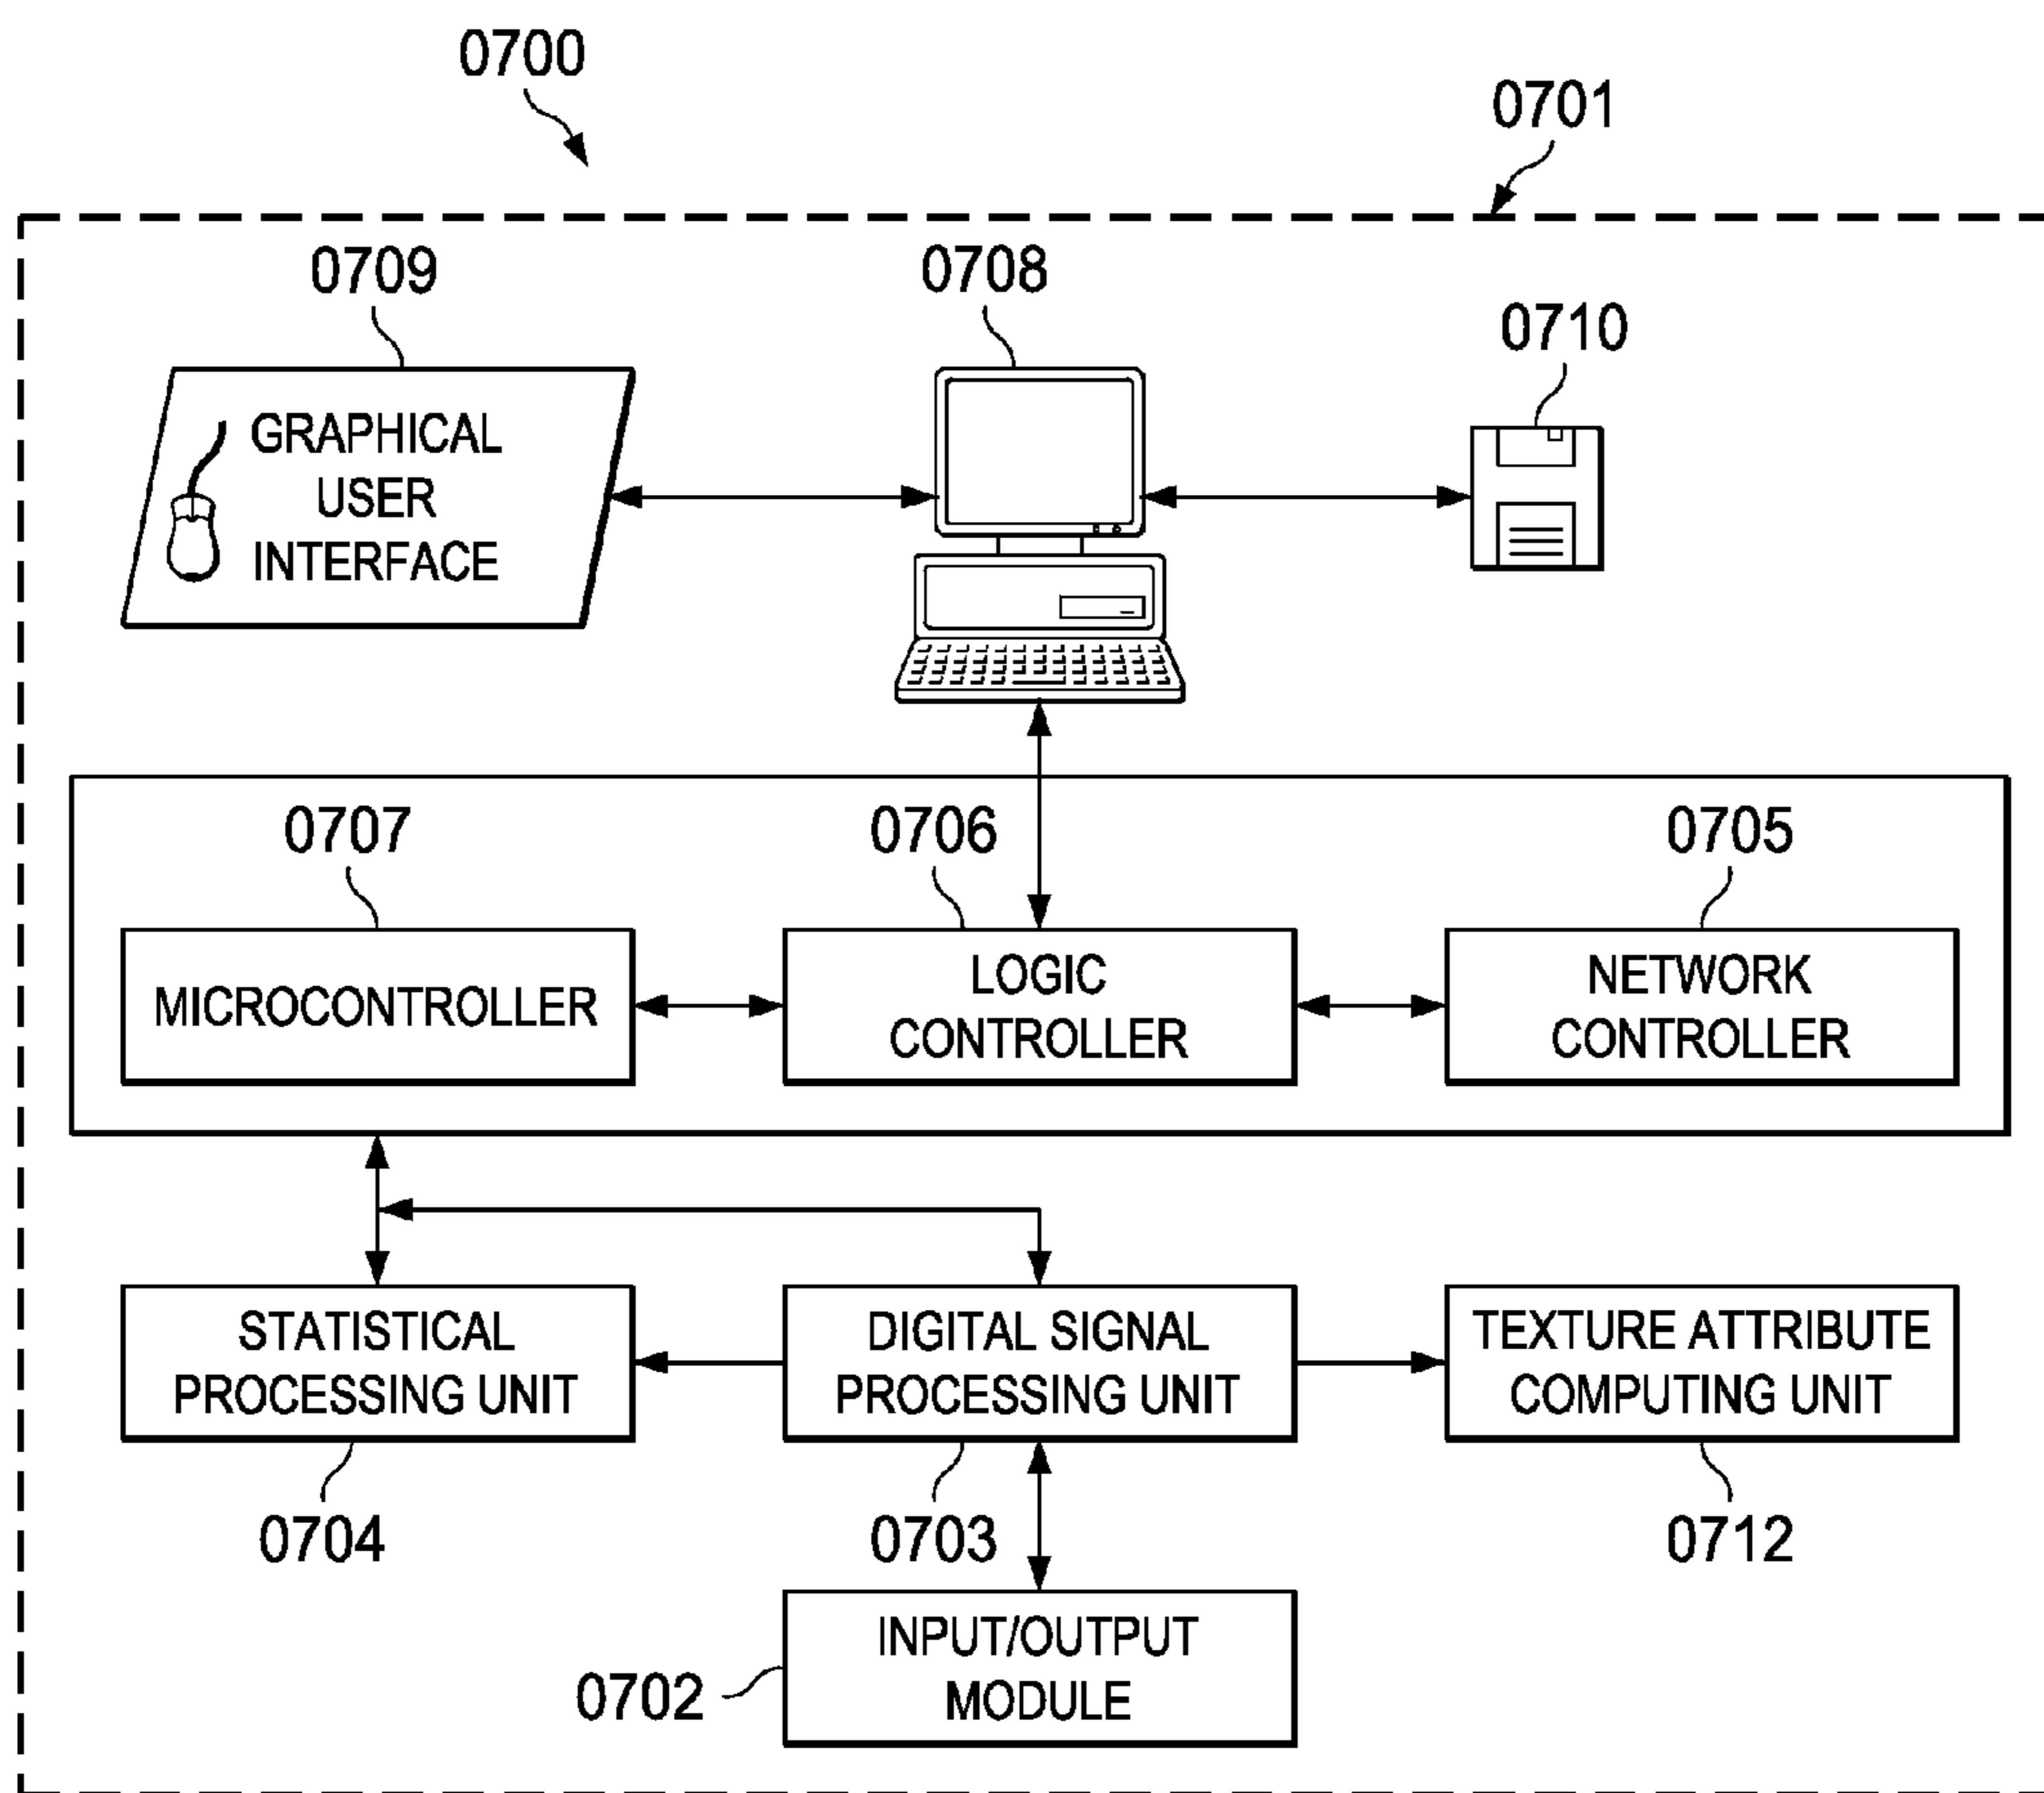 0700
0701
0709
0708
0710
GRAPHICAL
USER
INTERFACE
0707
0706
0705
MICROCONTROLLER
LOGIC
CONTROLLER
NETWORK
CONTROLLER
STATISTICAL
PROCESSING UNIT
DIGITAL SIGNAL
PROCESSING UNIT
TEXTURE ATTRIBUTE
COMPUTING UNIT
0704
0703
0712
INPUT/OUTPUT
MODULE
0702